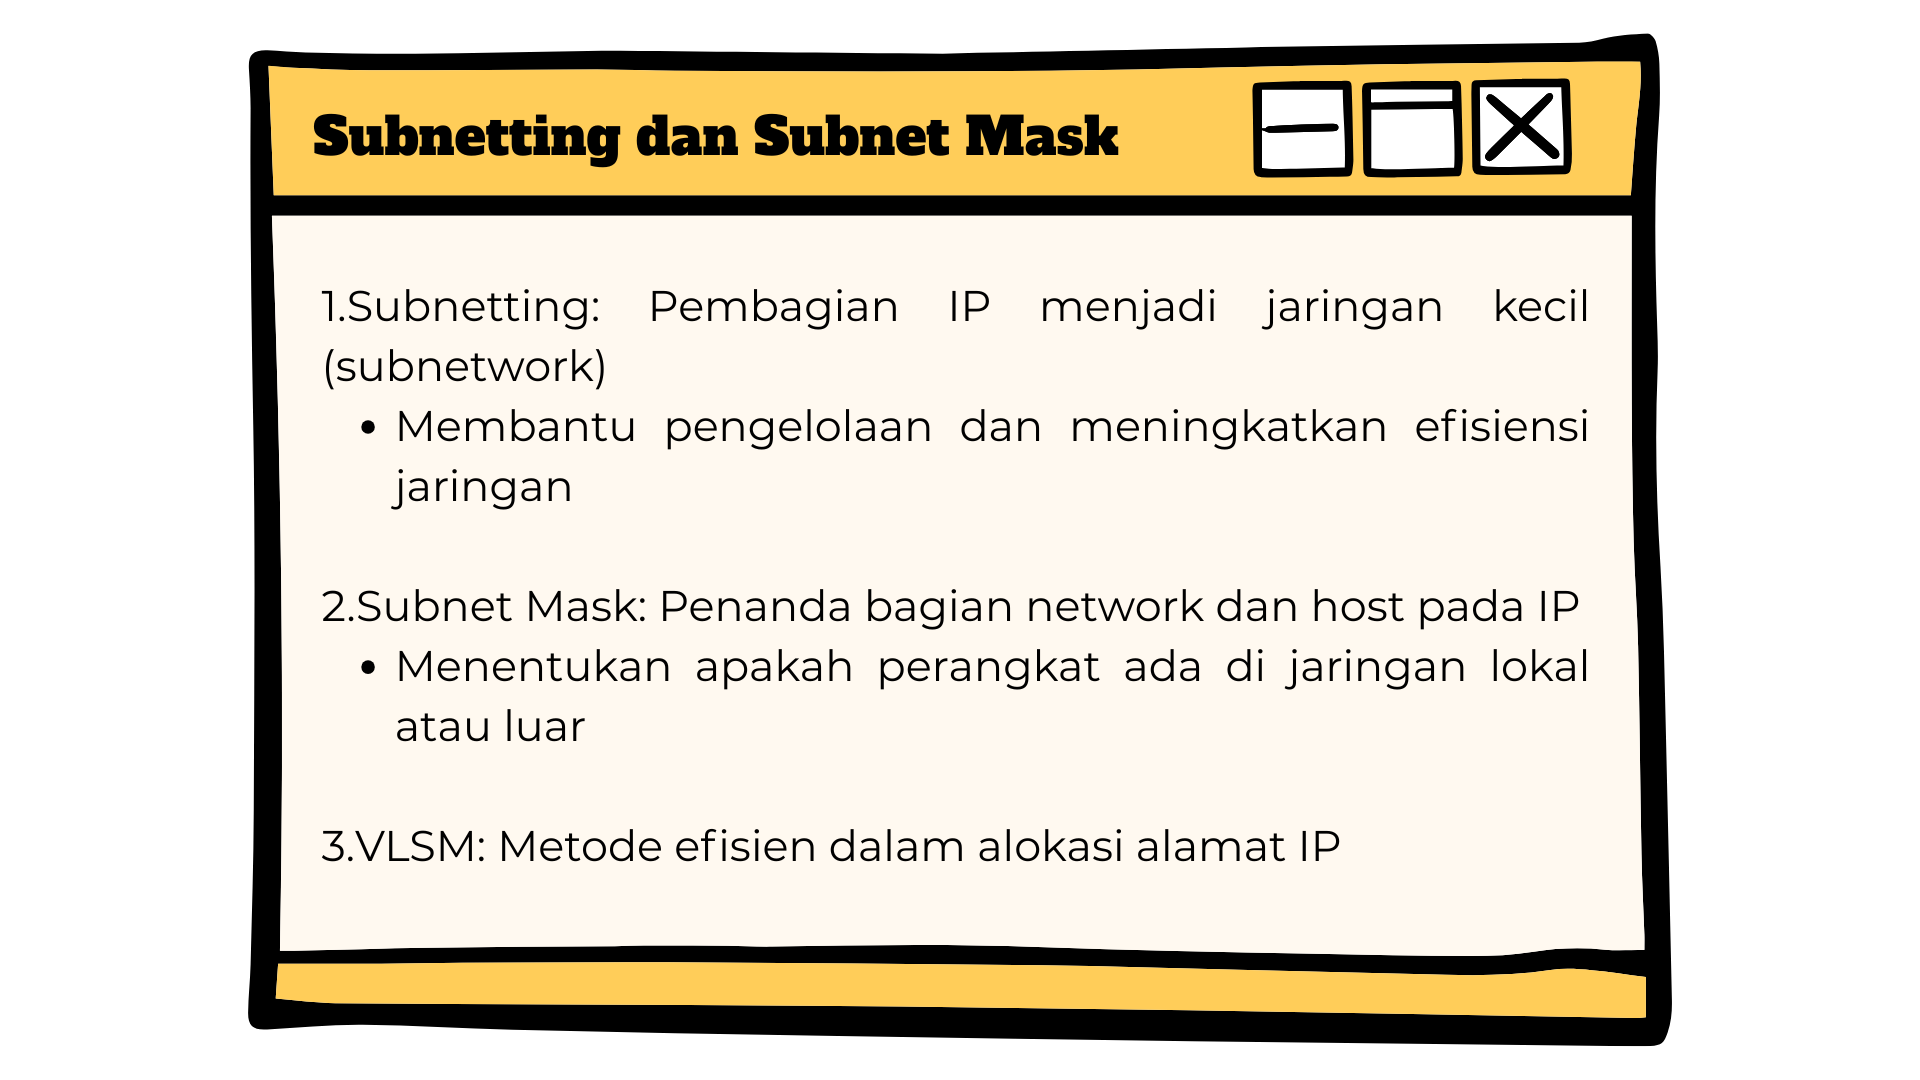 Subnetting dan Subnet Mask
1.Subnetting: Pembagian IP menjadi jaringan kecil
(subnetwork)
• Membantu pengelolaan dan meningkatkan efisiensi
jaringan
2.Subnet Mask: Penanda bagian network dan host pada IP
• Menentukan apakah perangkat ada di jaringan lokal
atau luar
3.VLSM: Metode efisien dalam alokasi alamat IP